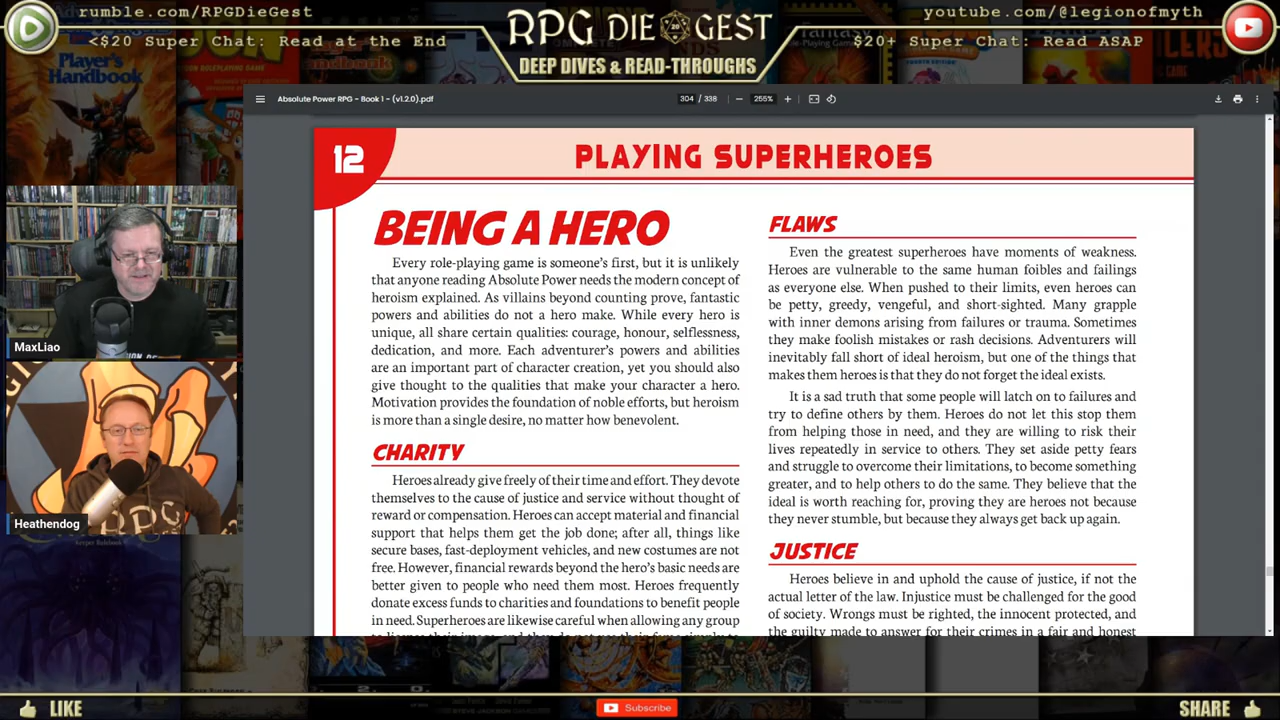 rumble.com/RPGDieGest
<$20 Super Chat: Read at the End
RPG DIE GEST
DEEP DIVES & READ-THROUGHS
youtube.com/@legionofmyth
$20+ Super Chat: Read ASAP
Player's
Handbook
Absolute Power RPG - Book 1 - (v1.2.0).pdf
304 / 338
255%
12
PLAYING SUPERHEROES
BEING A HERO
Every role-playing game is someone's first, but it is unlikely
that anyone reading Absolute Power needs the modern concept of
heroism explained. As villains beyond counting prove, fantastic
powers and abilities do not a hero make. While every hero is
unique, all share certain qualities: courage, honour, selflessness,
dedication, and more. Each adventurer's powers and abilities
are an important part of character creation, yet you should also
give thought to the qualities that make your character a hero.
Motivation provides the foundation of noble efforts, but heroism
is more than a single desire, no matter how benevolent.
CHARITY
Heroes already give freely of their time and effort. They devote
themselves to the cause of justice and service without thought of
reward or compensation. Heroes can accept material and financial
support that helps them get the job done; after all, things like
secure bases, fast-deployment vehicles, and new costumes are not
free. However, financial rewards beyond the hero's basic needs are
better given to people who need them most. Heroes frequently
donate excess funds to charities and foundations to benefit people
in need. Superheroes are likewise careful when allowing any group
FLAWS
Even the greatest superheroes have moments of weakness.
Heroes are vulnerable to the same human foibles and failings
as everyone else. When pushed to their limits, even heroes can
be petty, greedy, vengeful, and short-sighted. Many grapple
with inner demons arising from failures or trauma. Sometimes
they make foolish mistakes or rash decisions. Adventurers will
inevitably fall short of ideal heroism, but one of the things that
makes them heroes is that they do not forget the ideal exists.
It is a sad truth that some people will latch on to failures and
try to define others by them. Heroes do not let this stop them
from helping those in need, and they are willing to risk their
lives repeatedly in service to others. They set aside petty fears
and struggle to overcome their limitations, to become something
greater, and to help others to do the same. They believe that the
ideal is worth reaching for, proving they are heroes not because
they never stumble, but because they always get back up again.
JUSTICE
Heroes believe in and uphold the cause of justice, if not the
actual letter of the law. Injustice must be challenged for the good
of society. Wrongs must be righted, the innocent protected, and
the guilty made to answer for their crimes in a fair and honest
MaxLiao
Heathendog
LIKE
Subscribe
SHARE